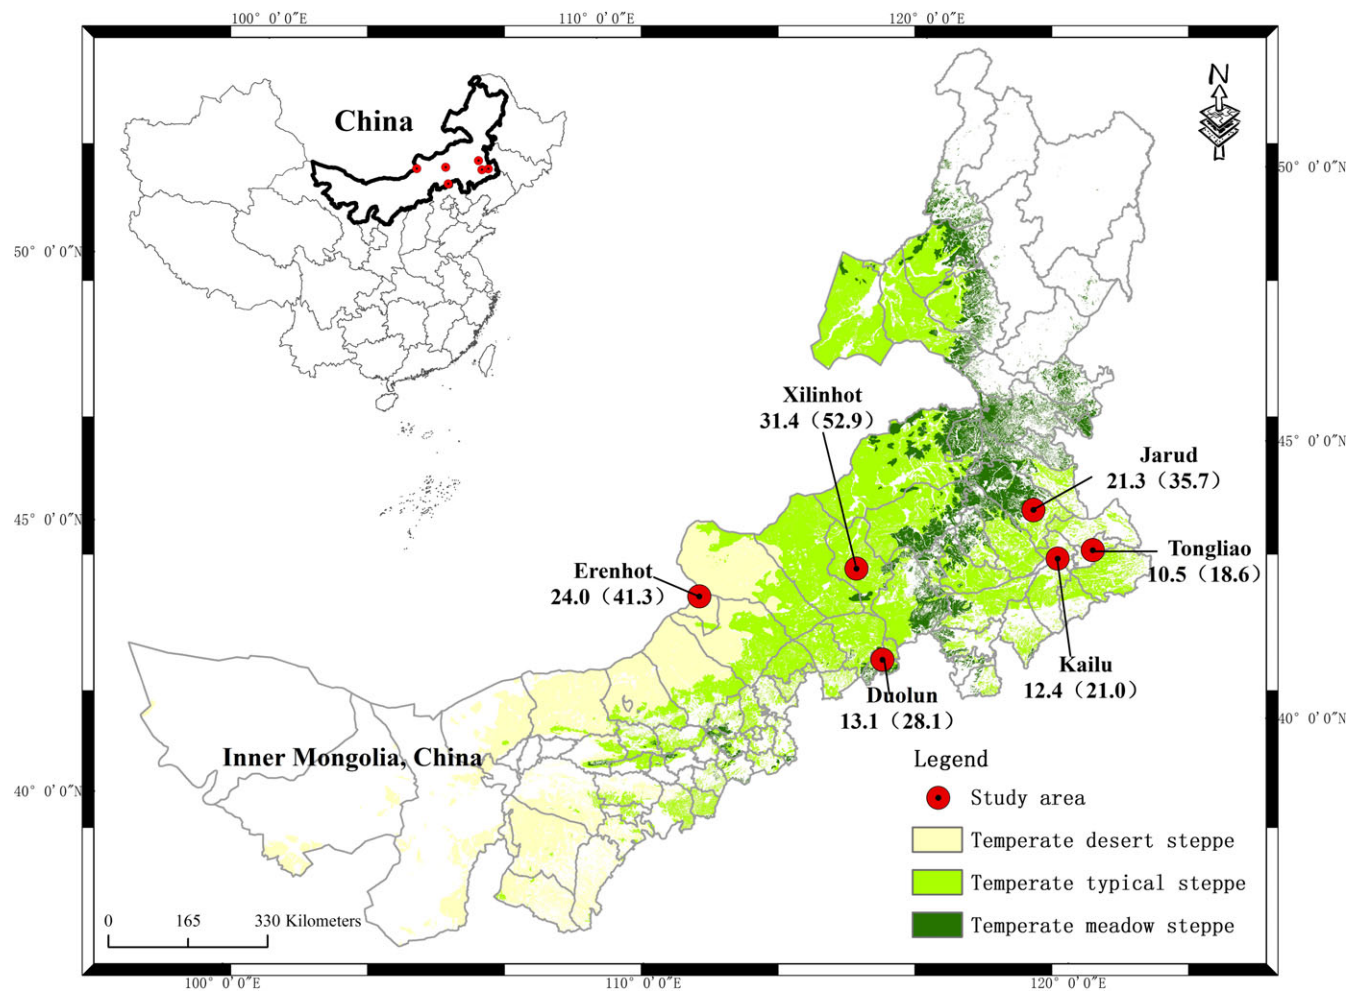 100° 0'0"E
110° 0'0"E
120° 0'0"E
N
China
50° 0'0"N
50° 0'0"N
Xilinhot
31.4（52.9）
45° 0'0"N
Jarud
21.3（35.7）
45° 0'0"N
Tongliao
10.5（18.6）
Erenhot
24.0（41.3）
Kailu
12.4（21.0）
Duolun
13.1（28.1）
40° 0'0"N
Inner Mongolia, China
Legend
40° 0'0"N
Study area
Temperate desert steppe
Temperate typical steppe
Temperate meadow steppe
0 165 330 Kilometers
100° 0'0"E
110° 0'0"E
120° 0'0"E